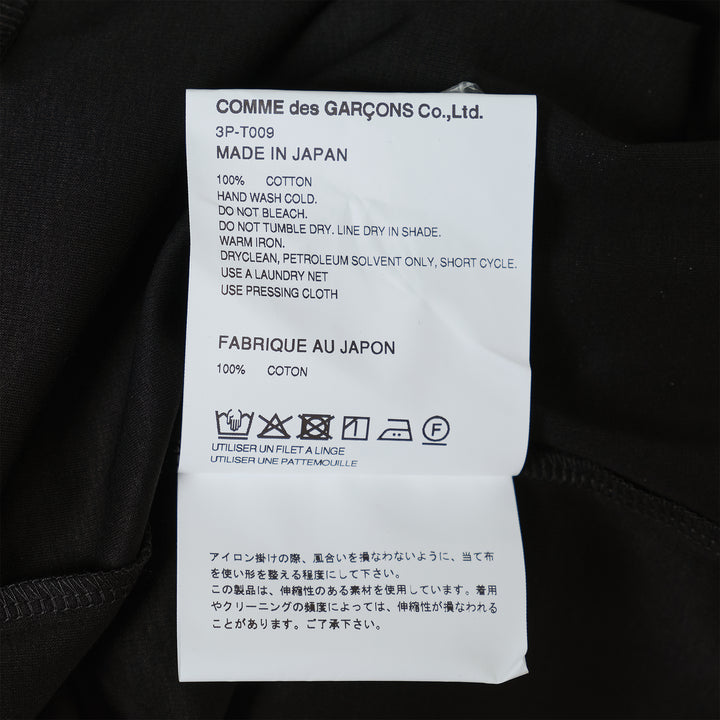 COMME des GARÇONS Co.,Ltd.
3P-T009
MADE IN JAPAN
100% COTTON
HAND WASH COLD.
DO NOT BLEACH.
DO NOT TUMBLE DRY. LINE DRY IN SHADE.
WARM IRON.
DRYCLEAN, PETROLEUM SOLVENT ONLY, SHORT CYCLE.
USE A LAUNDRY NET
USE PRESSING CLOTH
FABRIQUE AU JAPON
100% COTON
F
UTILISER UN FILET A LINGE
UTILISER UNE PATTEMOUILLE
アイロン掛けの際、風合いを損なわないように、当て布
を使い形を整える程度にして下さい。
この製品は、伸縮性のある素材を使用しています。着用
やクリーニングの頻度によっては、伸縮性が損なわれる
ことがあります。ご了承下さい。